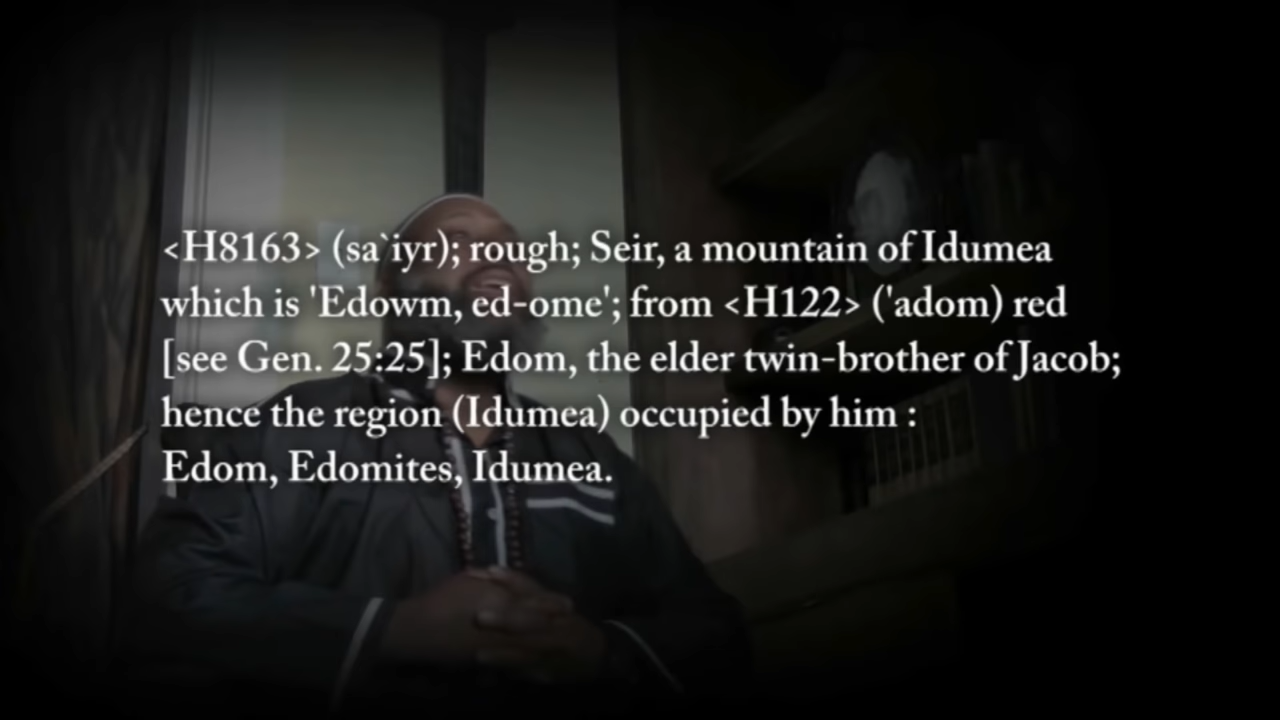 <H8163> (sa`iyr); rough; Seir, a mountain of Idumea
which is 'Edowm, ed-ome'; from <H122> ('adom) red
[see Gen. 25:25]; Edom, the elder twin-brother of Jacob;
hence the region (Idumea) occupied by him :
Edom, Edomites, Idumea.